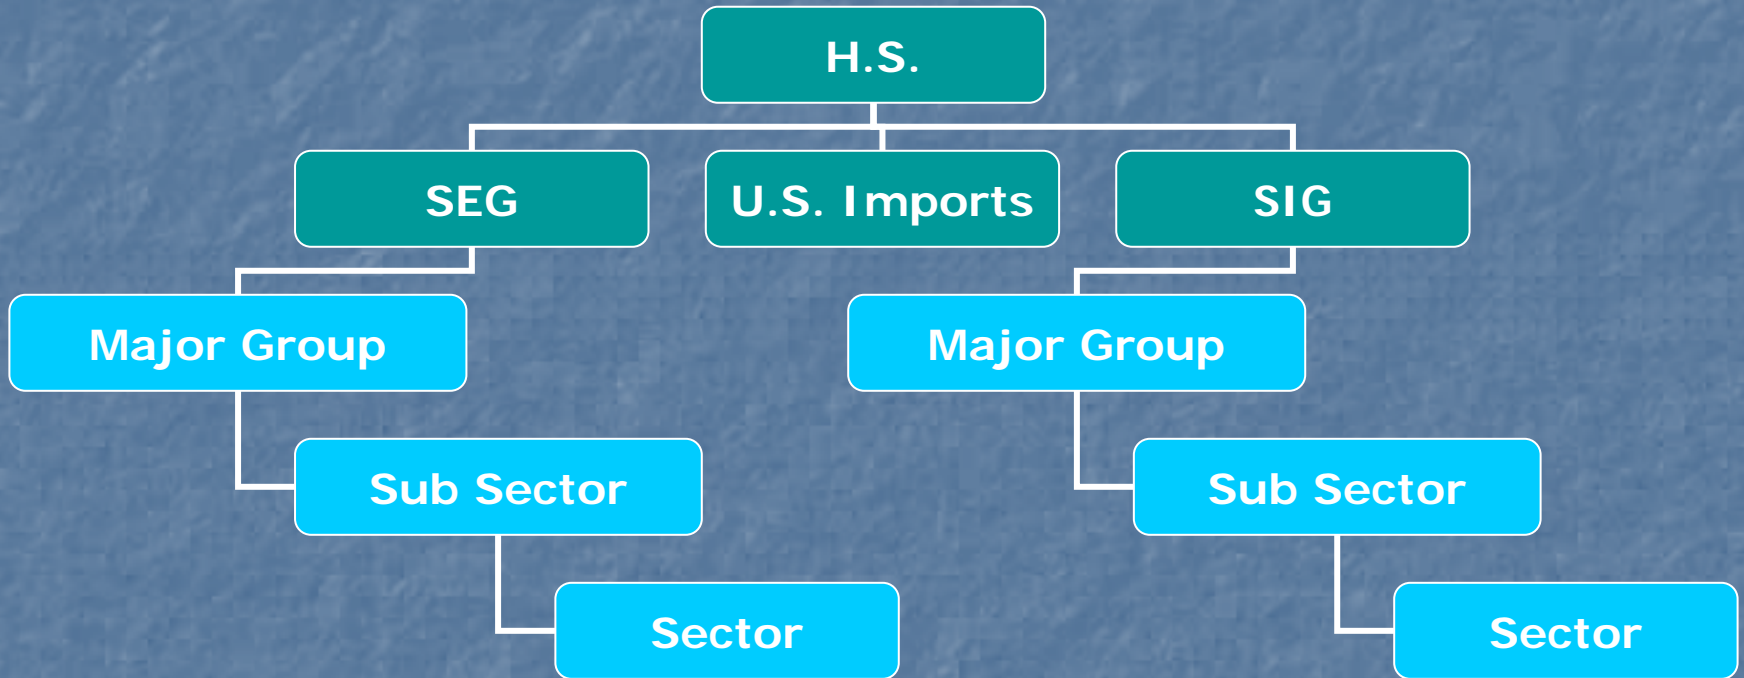 H.S.
SEG
U.S. Imports
SIG
Major Group
Major Group
Sub Sector
Sub Sector
Sector
Sector